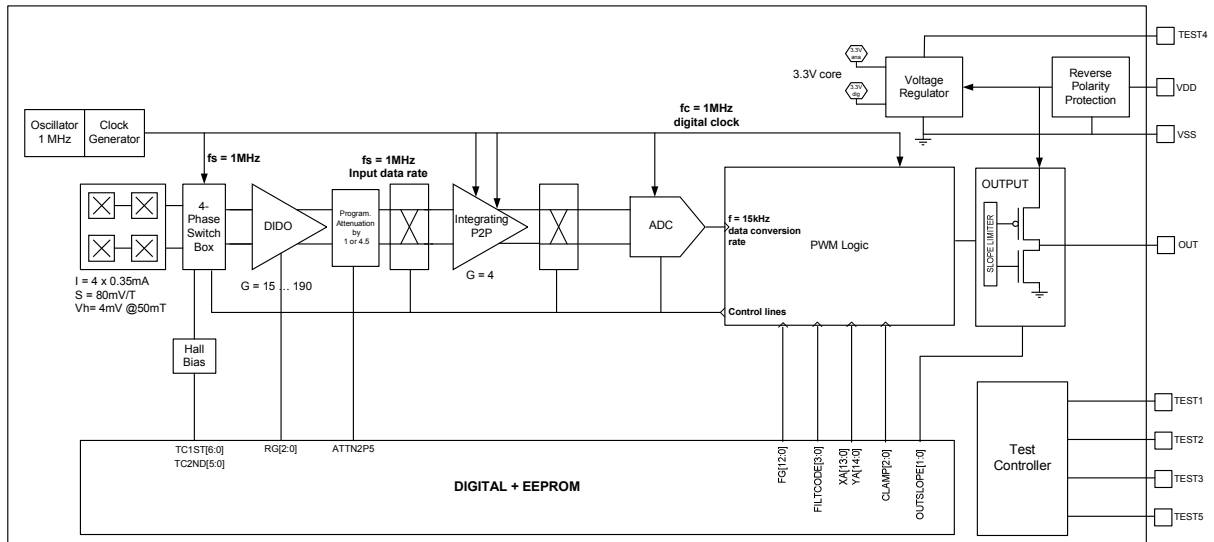 TEST4
3.3V
ana
3.3V core
Voltage
Regulator
Reverse
Polarity
Protection
VDD
3.3V
dig
fc = 1MHz
digital clock
Oscillator
1 MHz
Clock
Generator
VSS
fs = 1MHz
fs = 1MHz
Input data rate
OUTPUT
4-
Phase
Switch
Box
DIDO
Program.
Attenuation
by
1 or 4.5
Integrating
P2P
ADC
f = 15kHz
data conversion
rate
PWM Logic
SLOPE LIMITER
OUT
I = 4 x 0.35mA
S = 80mV/T
Vh= 4mV @50mT
G = 15 ... 190
G = 4
Control lines
Hall
Bias
TC1ST[6:0]
TC2ND[5:0]
RG[2:0]
ATTN2P5
FG[12:0]
FILTCODE[3:0]
XA[13:0]
YA[14:0]
CLAMP[2:0]
OUTSLOPE[1:0]
DIGITAL + EEPROM
Test
Controller
TEST1
TEST2
TEST3
TEST5